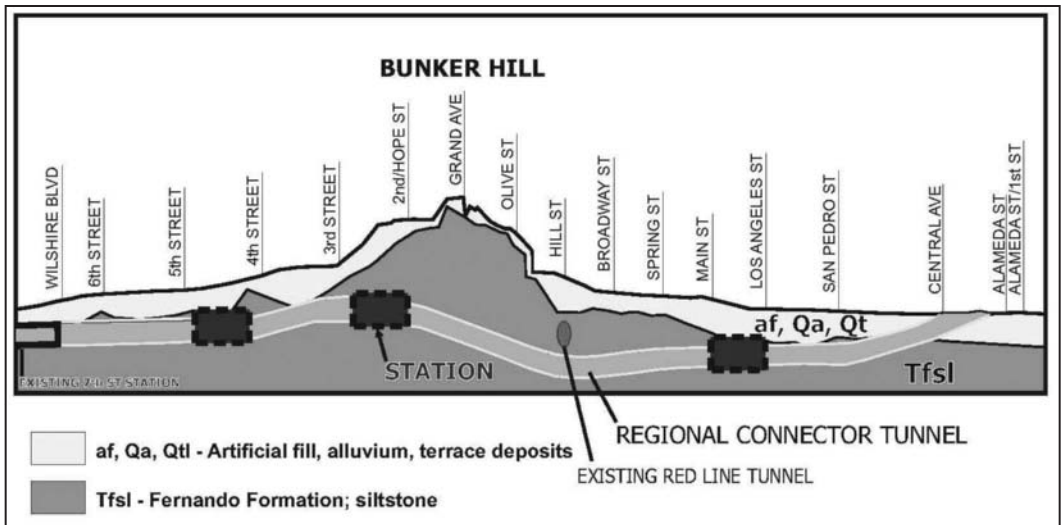 BUNKER HILL
WILSHIRE BLVD
6th STREET
5th STREET
4th STREET
3rd STREET
2nd/HOPE ST
GRAND AVE
OLIVE ST
HILL ST
BROADWAY ST
SPRING ST
MAIN ST
LOS ANGELES ST
SAN PEDRO ST
CENTRAL AVE
ALAMEDA ST
ALAMEDA ST/1st ST
af, Qa, Qt
EXISTING 7th ST STATION
STATION
Tfsl
REGIONAL CONNECTOR TUNNEL
EXISTING RED LINE TUNNEL
af, Qa, Qtl - Artificial fill, alluvium, terrace deposits
Tfsl - Fernando Formation; siltstone